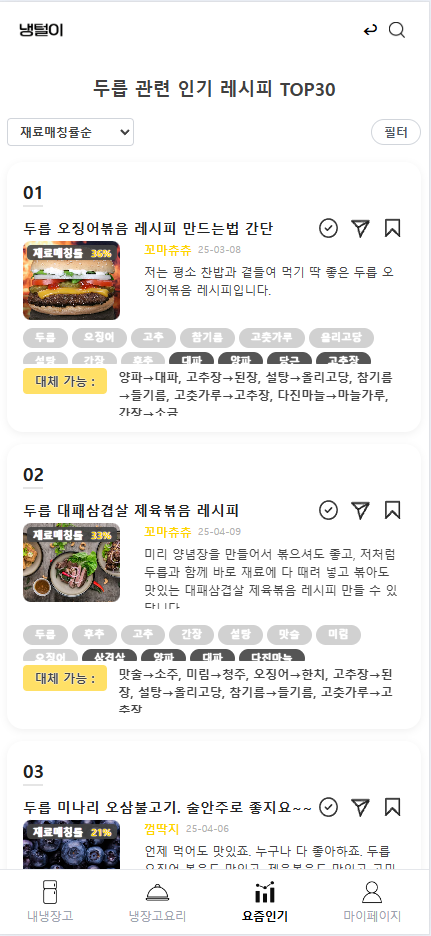 냉털이
두릅 관련 인기 레시피 TOP30
재료매칭률순
필터
01
두릅 오징어볶음 레시피 만드는법 간단
재료매칭률 36%
꼬마츄츄 25-03-08
저는 평소 찬밥과 곁들여 먹기 딱 좋은 두릅 오
징어볶음 레시피입니다.
두릅 오징어 고추 참기름 고춧가루 올리고당
설탕 간장 후추 대파 양파 당근 고추장
대체 가능 :
양파→대파, 고추장→된장, 설탕→올리고당, 참기름
→들기름, 고춧가루→고추장, 다진마늘→마늘가루,
간장→소금
02
두릅 대패삼겹살 제육볶음 레시피
재료매칭률 33%
꼬마츄츄 25-04-09
미리 양념장을 만들어서 볶으셔도 좋고, 저처럼
두릅과 함께 바로 재료에 다 때려 넣고 볶아도
맛있는 대패삼겹살 제육볶음 레시피 만들 수 있
답니다.
두릅 후추 고추 간장 설탕 맛술 미림
오징어 삼겹살 양파 대파 다진마늘
대체 가능 :
맛술→소주, 미림→청주, 오징어→한치, 고추장→된
장, 설탕→올리고당, 참기름→들기름, 고춧가루→고
추장
03
두릅 미나리 오삼불고기. 술안주로 좋지요~~
재료매칭률 21%
껌딱지 25-04-06
언제 먹어도 맛있죠. 누구나 다 좋아하죠. 두릅
오징어 볶음도 맛있고, 제육볶음도 맛있고 고민
내냉장고
냉장고요리
요즘인기
마이페이지